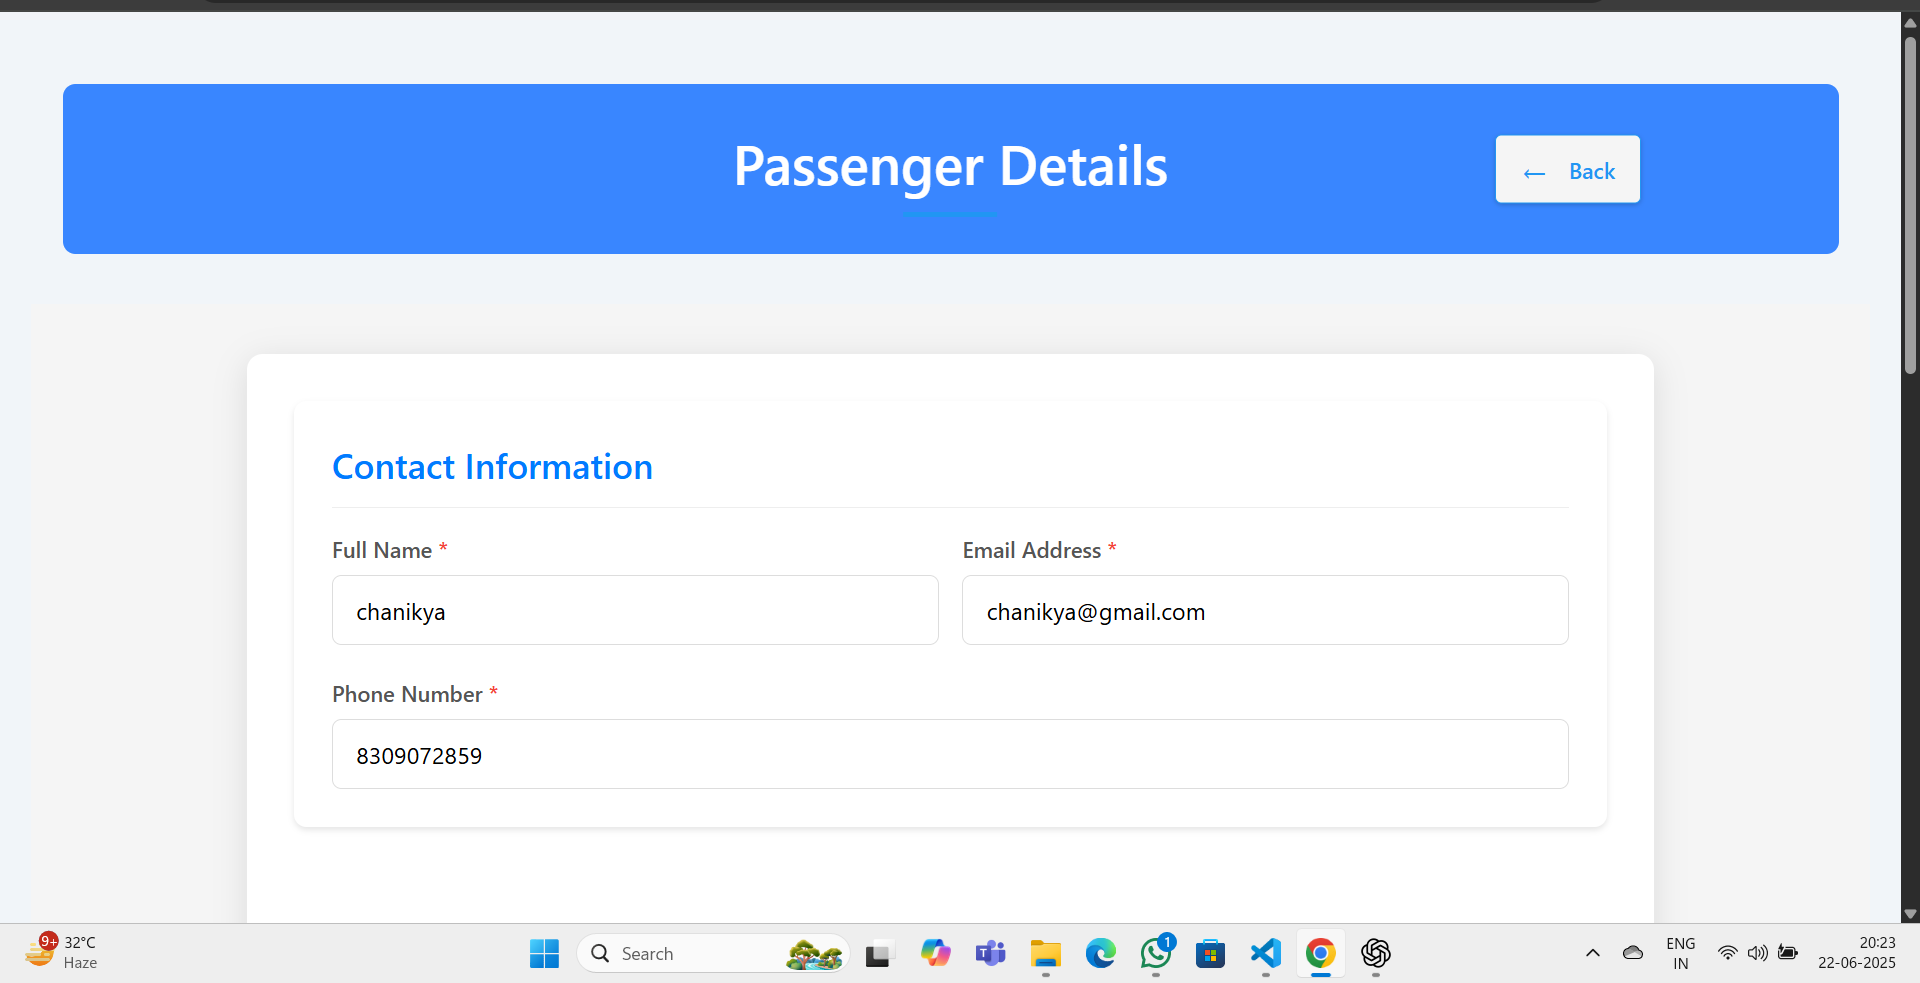 Passenger Details
← Back
Contact Information
Full Name *
Email Address *
chanikya
chanikya@gmail.com
Phone Number *
8309072859
9+
32°C
Haze
Search
1
ENG
IN
20:23
22-06-2025